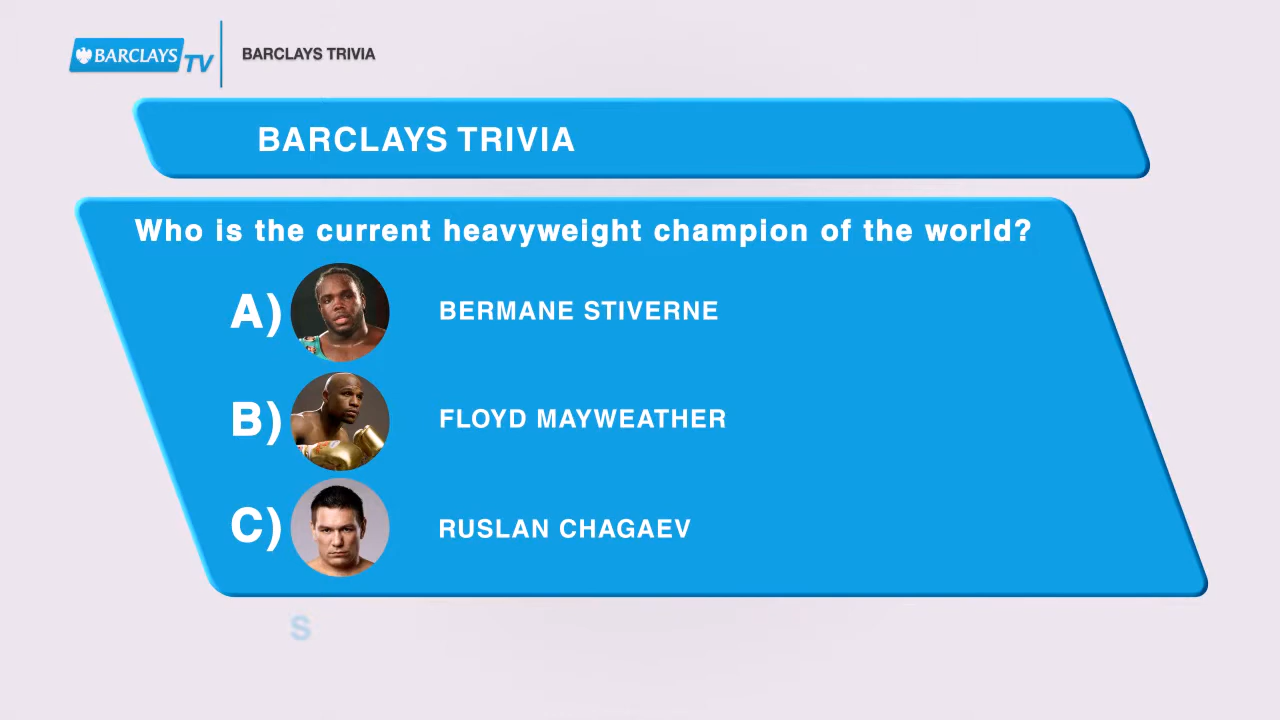 BARCLAYS TV
BARCLAYS TRIVIA
BARCLAYS TRIVIA
Who is the current heavyweight champion of the world?
A) BERMANE STIVERNE
B) FLOYD MAYWEATHER
C) RUSLAN CHAGAEV
S